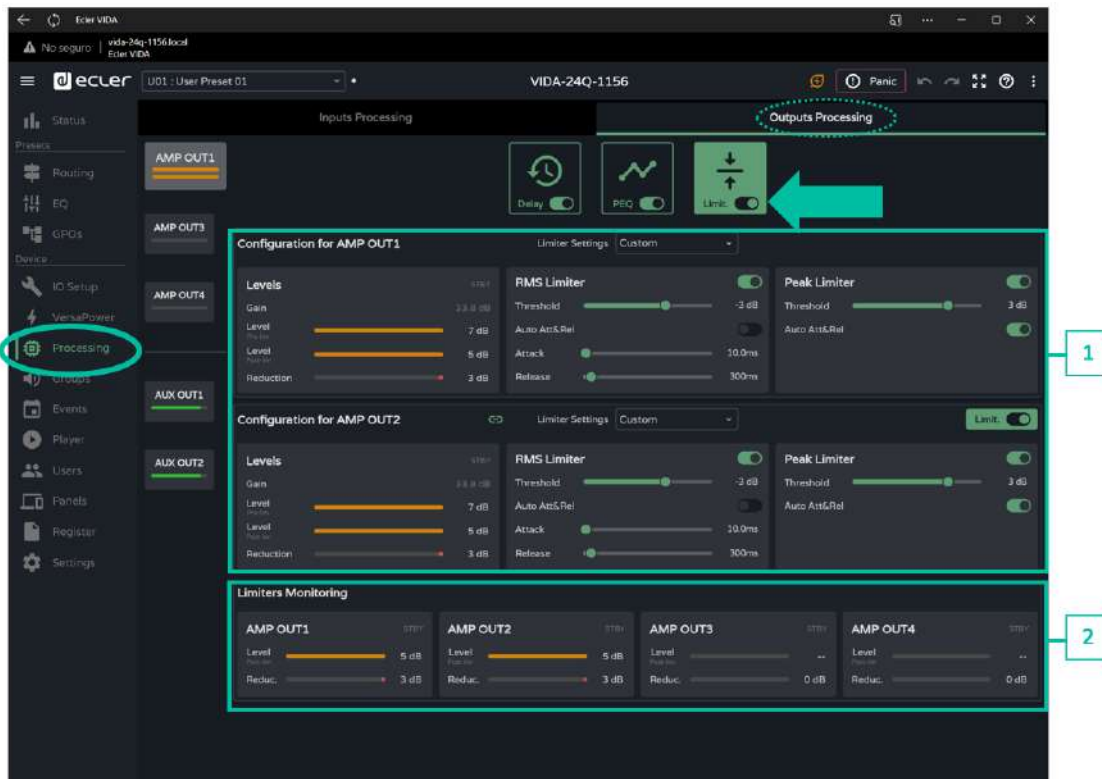 Ecler VIDA
No seguro
vida-24q-1156.local
Ecler VIDA
ecler
U01 : User Preset 01
VIDA-24Q-1156
Panic
Status
Presets
Routing
EQ
GPOs
Device
IO Setup
VersaPower
Processing
Groups
Events
Player
Users
Panels
Register
Settings
Inputs Processing
Outputs Processing
AMP OUT1
AMP OUT3
AMP OUT4
AUX OUT1
AUX OUT2
Delay
PEQ
Limit.
Configuration for AMP OUT1
Limiter Settings Custom
Levels STBY
Gain
Level 7 dB
Level 5 dB
Reduction 3 dB
RMS Limiter
Threshold -3 dB
Auto Att&Rel
Attack 10.0ms
Release 300ms
Peak Limiter
Threshold 3 dB
Auto Att&Rel
1
Configuration for AMP OUT2
Limiter Settings Custom
Limit.
Levels STBY
Gain
Level 7 dB
Level 5 dB
Reduction 3 dB
RMS Limiter
Threshold -3 dB
Auto Att&Rel
Attack 10.0ms
Release 300ms
Peak Limiter
Threshold 3 dB
Auto Att&Rel
Limiters Monitoring
AMP OUT1 STBY
Level 5 dB
Reduc. 3 dB
AMP OUT2 STBY
Level 5 dB
Reduc. 3 dB
AMP OUT3 STBY
Level --
Reduc. 0 dB
AMP OUT4 STBY
Level --
Reduc. 0 dB
2